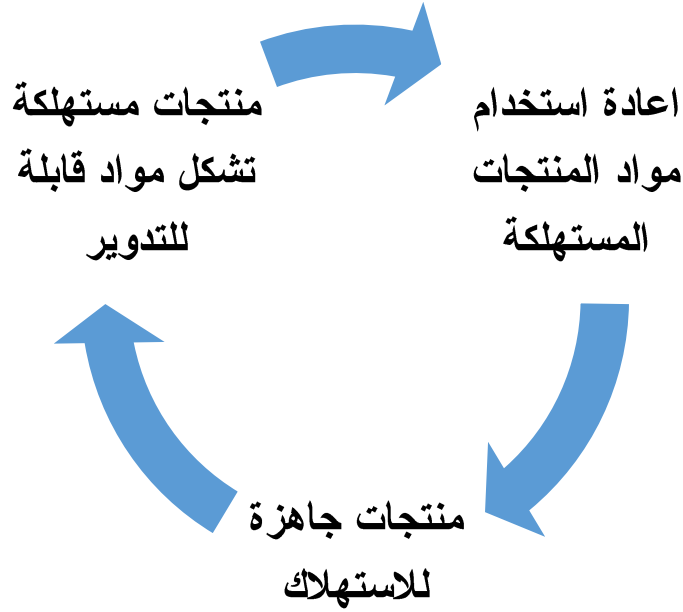 اعادة استخدام
مواد المنتجات
المستهلكة
منتجات جاهزة
للاستهلاك
منتجات مستهلكة
تشكل مواد قابلة
للتدوير